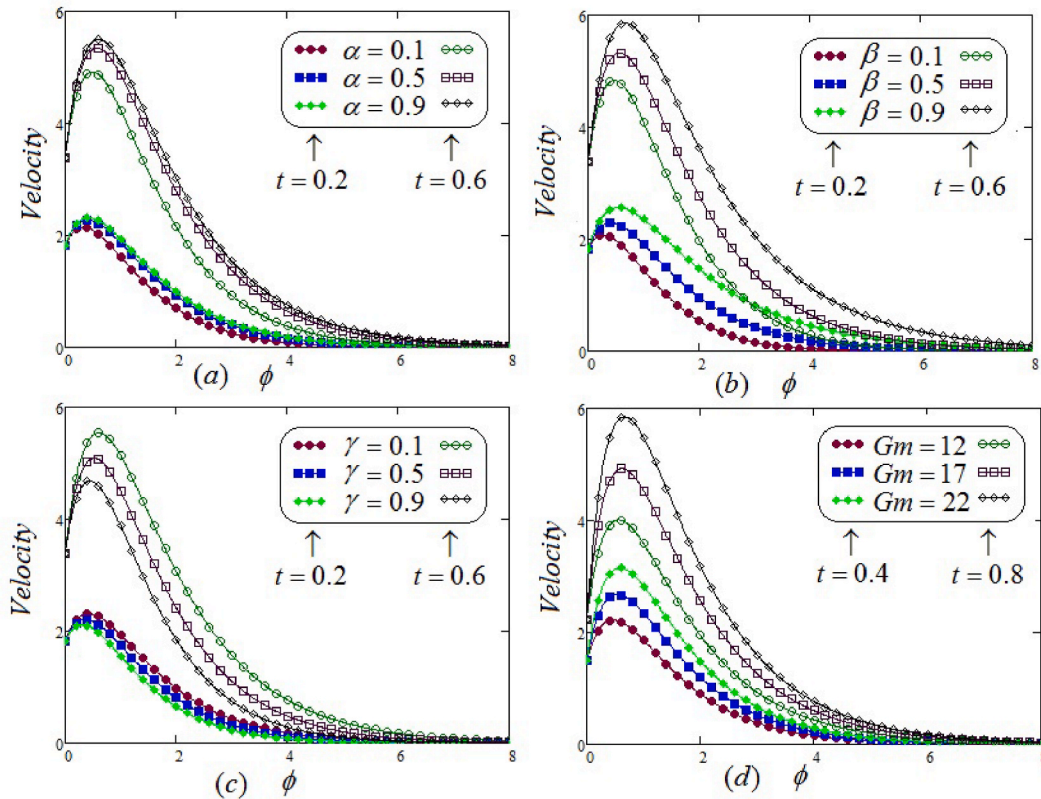 6
α = 0.1
α = 0.5
α = 0.9
4
t = 0.2 t = 0.6
Velocity
2
0
0 2 4 6 8
(a) ϕ
6
β = 0.1
β = 0.5
β = 0.9
4
t = 0.2 t = 0.6
Velocity
2
0
0 2 4 6 8
(b) ϕ
6
γ = 0.1
γ = 0.5
γ = 0.9
4
t = 0.2 t = 0.6
Velocity
2
0
0 2 4 6 8
(c) ϕ
6
Gm = 12
Gm = 17
Gm = 22
4
t = 0.4 t = 0.8
Velocity
2
0
0 2 4 6 8
(d) ϕ